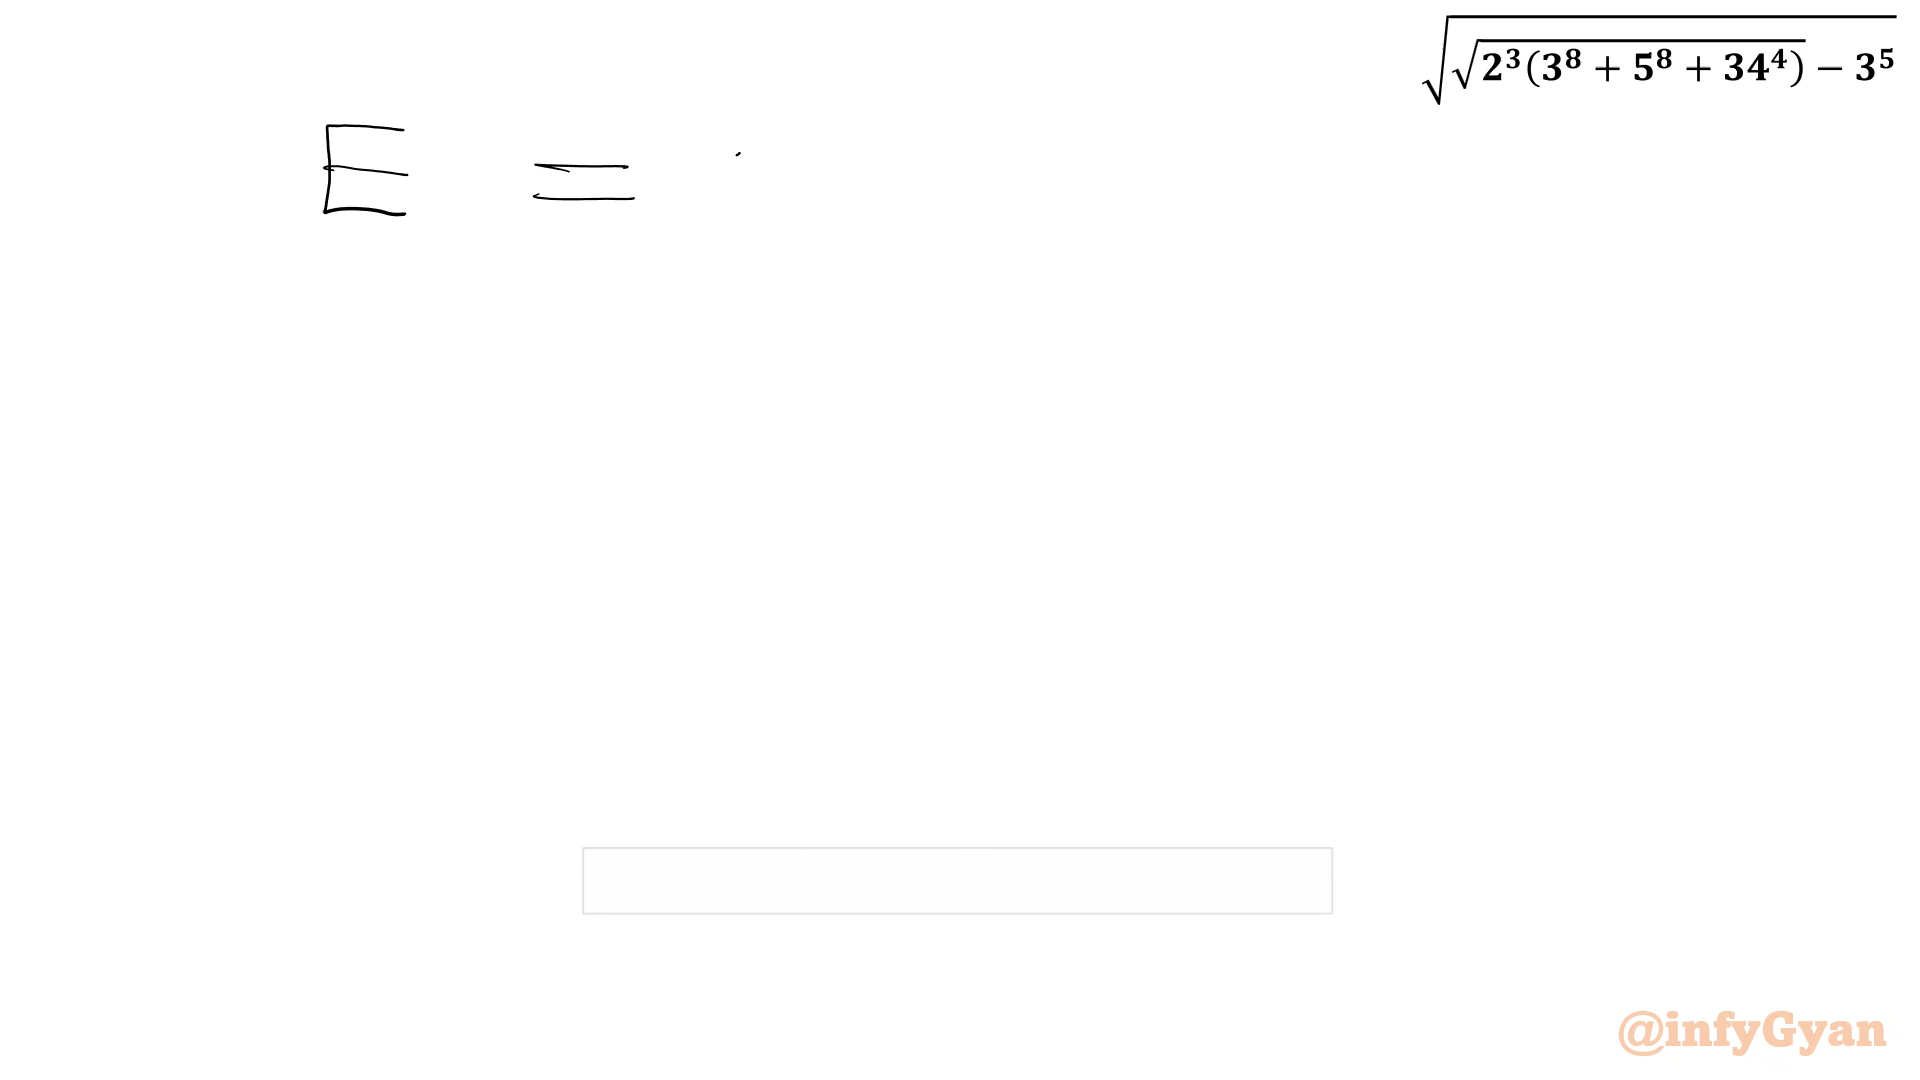 √(√(2³(3⁸ + 5⁸ + 34⁴)) − 3⁵)
E =
@infyGyan